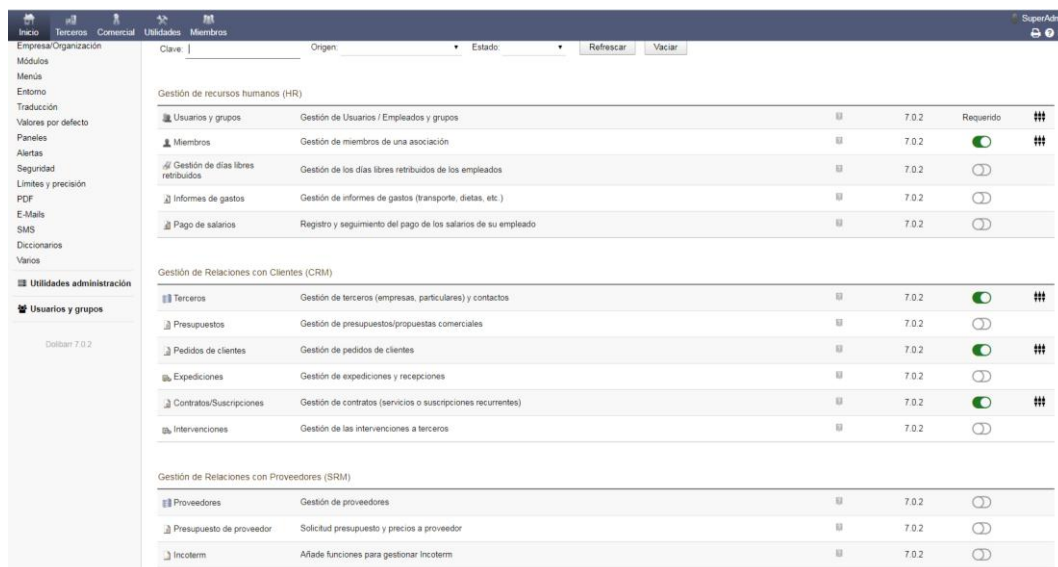 Inicio Terceros Comercial Utilidades Miembros SuperAdm
Empresa/Organización
Módulos
Menús
Entorno
Traducción
Valores por defecto
Paneles
Alertas
Seguridad
Límites y precisión
PDF
E-Mails
SMS
Diccionarios
Varios
Utilidades administración
Usuarios y grupos
Dolibarr 7.0.2
Clave: Origen: Estado: Refrescar Vaciar
Gestión de recursos humanos (HR)
Usuarios y grupos Gestión de Usuarios / Empleados y grupos 7.0.2 Requerido
Miembros Gestión de miembros de una asociación 7.0.2
Gestión de días libres
retribuidos Gestión de los días libres retribuidos de los empleados 7.0.2
Informes de gastos Gestión de informes de gastos (transporte, dietas, etc.) 7.0.2
Pago de salarios Registro y seguimiento del pago de los salarios de su empleado 7.0.2
Gestión de Relaciones con Clientes (CRM)
Terceros Gestión de terceros (empresas, particulares) y contactos 7.0.2
Presupuestos Gestión de presupuestos/propuestas comerciales 7.0.2
Pedidos de clientes Gestión de pedidos de clientes 7.0.2
Expediciones Gestión de expediciones y recepciones 7.0.2
Contratos/Suscripciones Gestión de contratos (servicios o suscripciones recurrentes) 7.0.2
Intervenciones Gestión de las intervenciones a terceros 7.0.2
Gestión de Relaciones con Proveedores (SRM)
Proveedores Gestión de proveedores 7.0.2
Presupuesto de proveedor Solicitud presupuesto y precios a proveedor 7.0.2
Incoterm Añade funciones para gestionar Incoterm 7.0.2